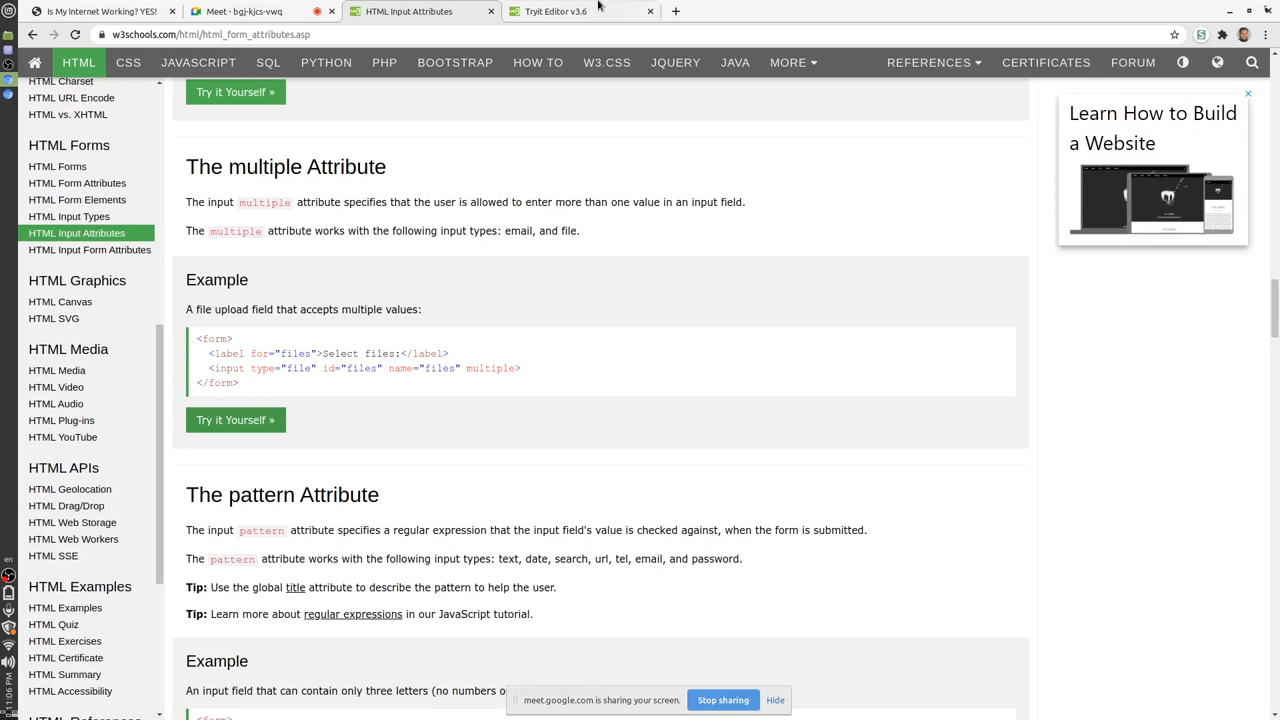 Is My Internet Working? YES!
Meet - bgj-kjcs-vwq
HTML Input Attributes
Tryit Editor v3.6
w3schools.com/html/html_form_attributes.asp
HTML CSS JAVASCRIPT SQL PYTHON PHP BOOTSTRAP HOW TO W3.CSS JQUERY JAVA MORE REFERENCES CERTIFICATES FORUM
HTML Charset
HTML URL Encode
HTML vs. XHTML
HTML Forms
HTML Forms
HTML Form Attributes
HTML Form Elements
HTML Input Types
HTML Input Attributes
HTML Input Form Attributes
HTML Graphics
HTML Canvas
HTML SVG
HTML Media
HTML Media
HTML Video
HTML Audio
HTML Plug-ins
HTML YouTube
HTML APIs
HTML Geolocation
HTML Drag/Drop
HTML Web Storage
HTML Web Workers
HTML SSE
HTML Examples
HTML Examples
HTML Quiz
HTML Exercises
HTML Certificate
HTML Summary
HTML Accessibility
HTML References
Try it Yourself »
The multiple Attribute
The input multiple attribute specifies that the user is allowed to enter more than one value in an input field.
The multiple attribute works with the following input types: email, and file.
Example
A file upload field that accepts multiple values:
<form>
<label for="files">Select files:</label>
<input type="file" id="files" name="files" multiple>
</form>
Try it Yourself »
The pattern Attribute
The input pattern attribute specifies a regular expression that the input field's value is checked against, when the form is submitted.
The pattern attribute works with the following input types: text, date, search, url, tel, email, and password.
Tip: Use the global title attribute to describe the pattern to help the user.
Tip: Learn more about regular expressions in our JavaScript tutorial.
Example
An input field that can contain only three letters (no numbers o
<form>
Learn How to Build
a Website
meet.google.com is sharing your screen.
Stop sharing
Hide
en
11:06 PM